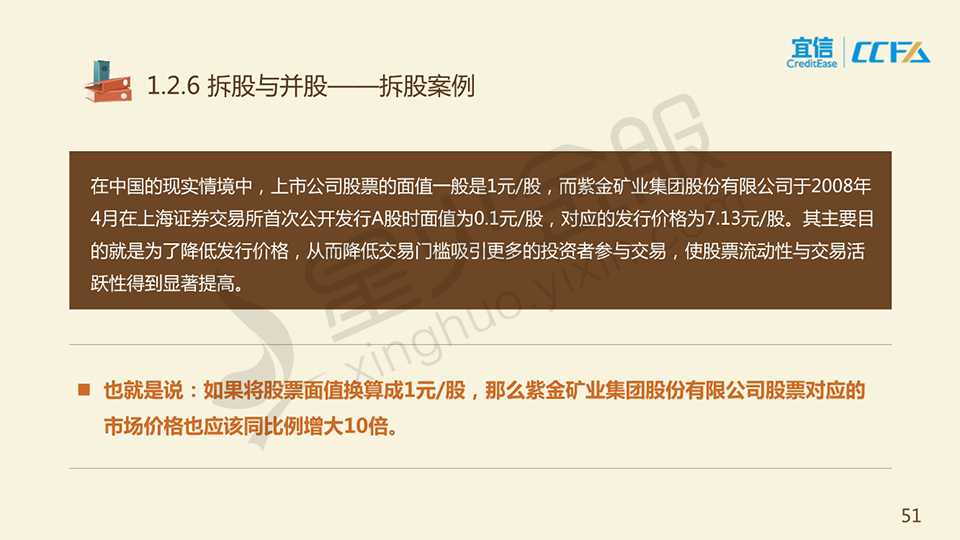 宜信
CreditEase
CCFA
1.2.6 拆股与并股——拆股案例
在中国的现实情境中，上市公司股票的面值一般是1元/股，而紫金矿业集团股份有限公司于2008年
4月在上海证券交易所首次公开发行A股时面值为0.1元/股，对应的发行价格为7.13元/股。其主要目
的就是为了降低发行价格，从而降低交易门槛吸引更多的投资者参与交易，使股票流动性与交易活
跃性得到显著提高。
星火金服
xinghuo.yixin.com
■ 也就是说：如果将股票面值换算成1元/股，那么紫金矿业集团股份有限公司股票对应的
市场价格也应该同比例增大10倍。
51